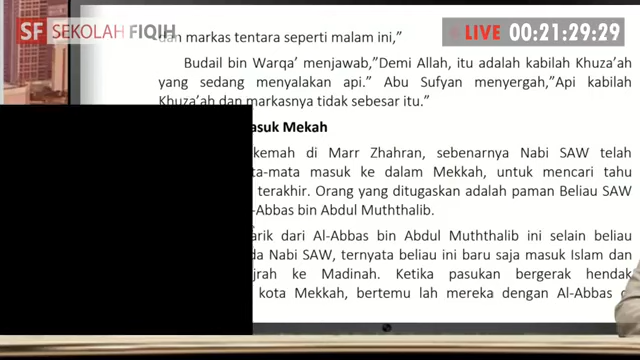 SF SEKOLAH FIQIH
LIVE 00:21:29:29
dan markas tentara seperti malam ini,”
Budail bin Warqa’ menjawab,”Demi Allah, itu adalah kabilah Khuza’ah
yang sedang menyalakan api.” Abu Sufyan menyergah,”Api kabilah
Khuza’ah dan markasnya tidak sebesar itu.”
asuk Mekah
kemah di Marr Zhahran, sebenarnya Nabi SAW telah
ta-mata masuk ke dalam Mekkah, untuk mencari tahu
terakhir. Orang yang ditugaskan adalah paman Beliau SAW
-Abbas bin Abdul Muththalib.
arik dari Al-Abbas bin Abdul Muththalib ini selain beliau
da Nabi SAW, ternyata beliau ini baru saja masuk Islam dan
jrah ke Madinah. Ketika pasukan bergerak hendak
kota Mekkah, bertemu lah mereka dengan Al-Abbas